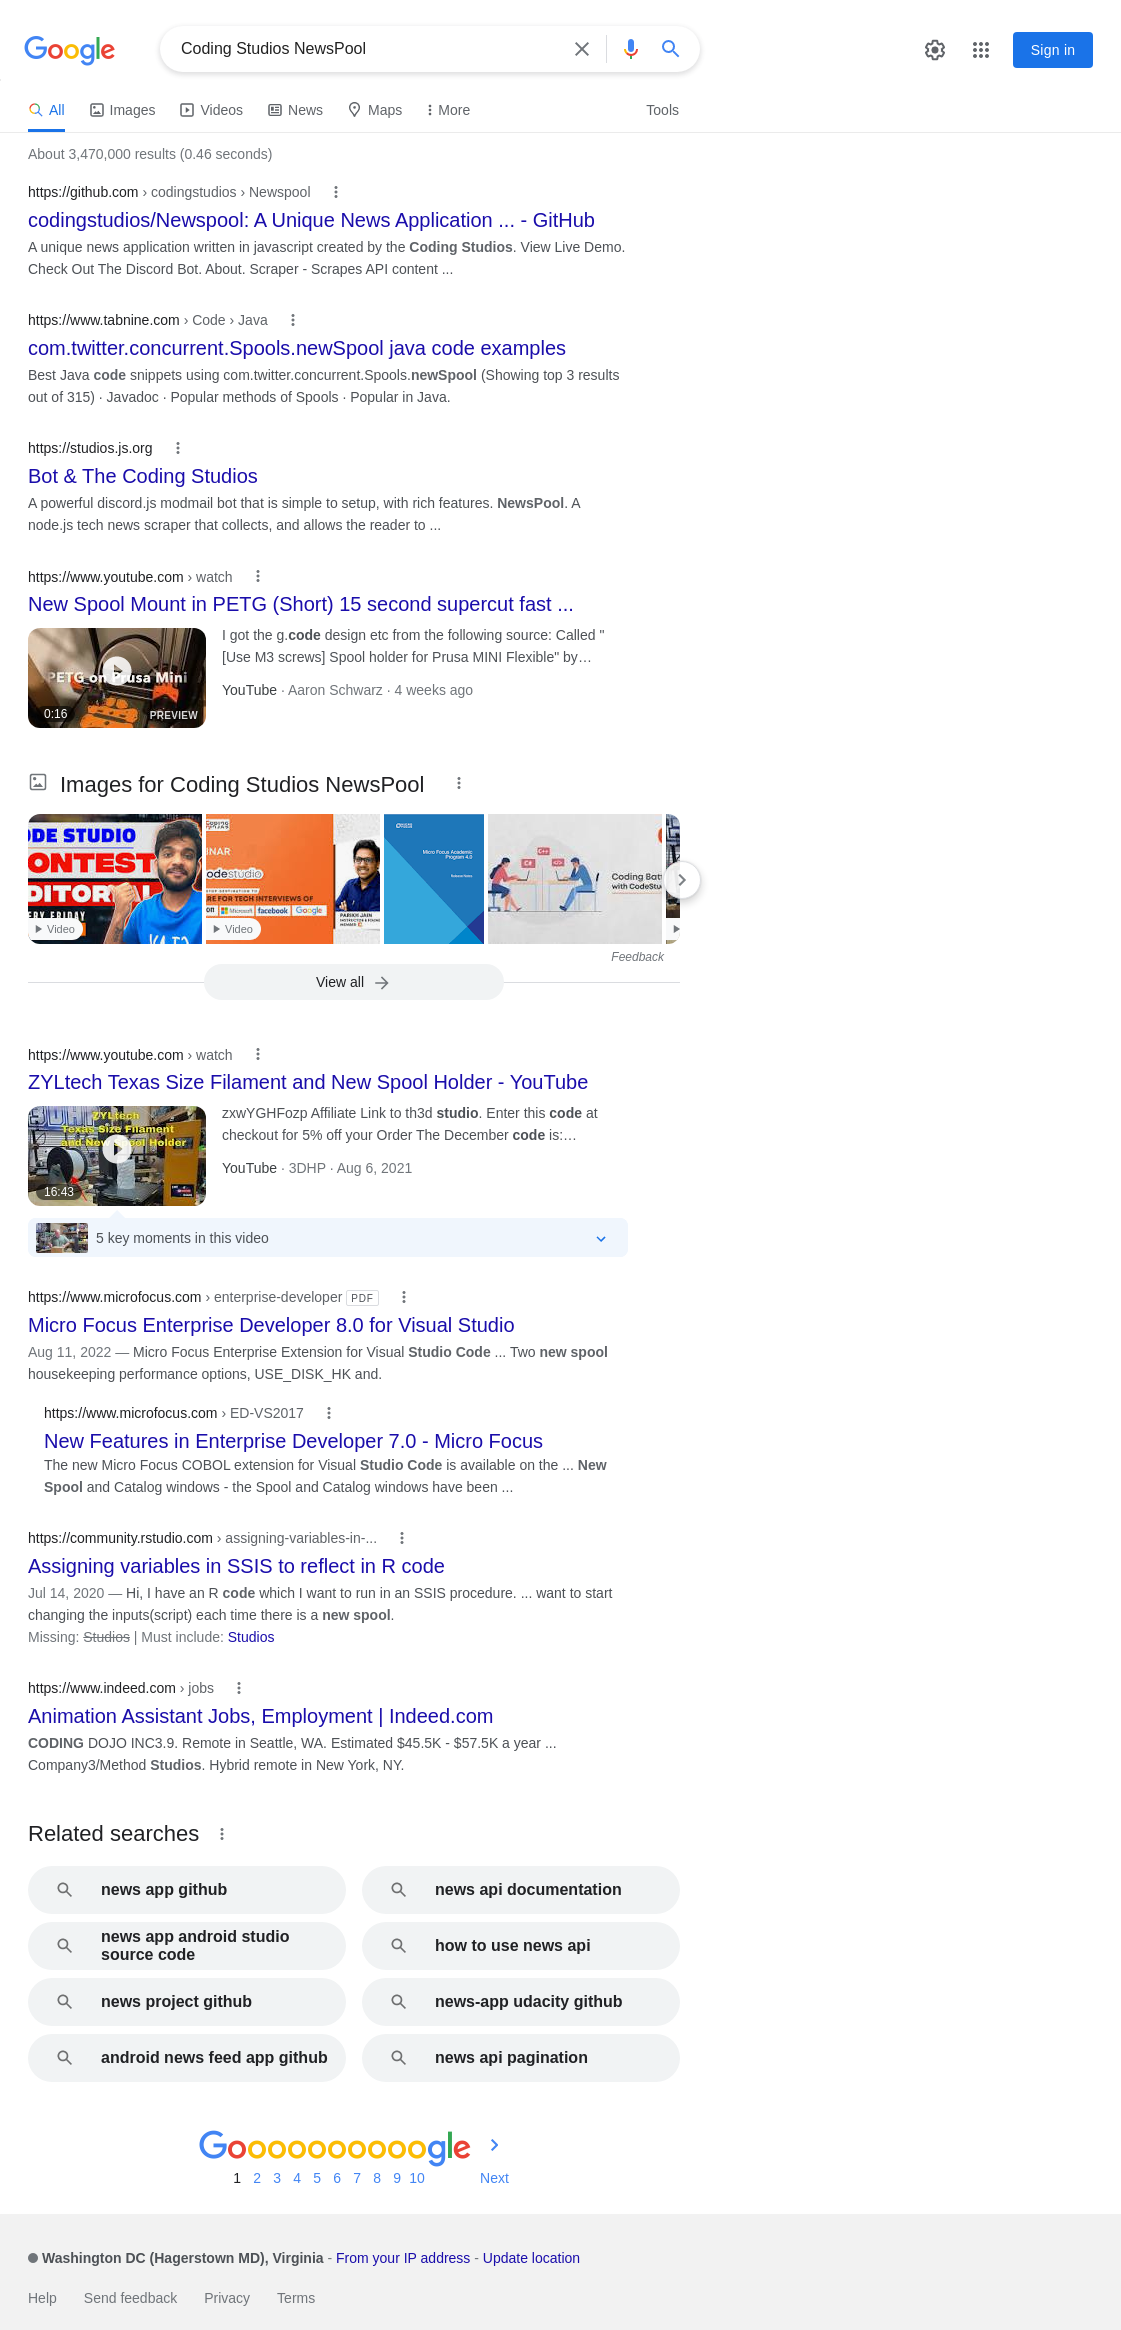 Google
Coding Studios NewsPool
Sign in
All
Images
Videos
News
Maps
More
Tools
About 3,470,000 results (0.46 seconds)
https://github.com › codingstudios › Newspool
codingstudios/Newspool: A Unique News Application ... - GitHub
A unique news application written in javascript created by the Coding Studios. View Live Demo.
Check Out The Discord Bot. About. Scraper - Scrapes API content ...
https://www.tabnine.com › Code › Java
com.twitter.concurrent.Spools.newSpool java code examples
Best Java code snippets using com.twitter.concurrent.Spools.newSpool (Showing top 3 results
out of 315) · Javadoc · Popular methods of Spools · Popular in Java.
https://studios.js.org
Bot & The Coding Studios
A powerful discord.js modmail bot that is simple to setup, with rich features. NewsPool. A
node.js tech news scraper that collects, and allows the reader to ...
https://www.youtube.com › watch
New Spool Mount in PETG (Short) 15 second supercut fast ...
PETG on Prusa Mini
0:16
PREVIEW
I got the g.code design etc from the following source: Called "
[Use M3 screws] Spool holder for Prusa MINI Flexible" by…
YouTube · Aaron Schwarz · 4 weeks ago
Images for Coding Studios NewsPool
ODE STUDIO
CONTEST
DITORIAL
ERY FRIDAY
Video
CODING
NINJAS
INAR
odestudio
RE FOR TECH INTERVIEWS OF
Microsoft
facebook
Google
PARIKH JAIN
Video
Micro Focus Academic
Program 4.0
Release Notes
C#
C++
</>
Coding Batt
with CodeStud
Feedback
View all
https://www.youtube.com › watch
ZYLtech Texas Size Filament and New Spool Holder - YouTube
ZYLtech
Texas Size Filament
and New Spool Holder
16:43
zxwYGHFozp Affiliate Link to th3d studio. Enter this code at
checkout for 5% off your Order The December code is:…
YouTube · 3DHP · Aug 6, 2021
5 key moments in this video
https://www.microfocus.com › enterprise-developer PDF
Micro Focus Enterprise Developer 8.0 for Visual Studio
Aug 11, 2022 — Micro Focus Enterprise Extension for Visual Studio Code ... Two new spool
housekeeping performance options, USE_DISK_HK and.
https://www.microfocus.com › ED-VS2017
New Features in Enterprise Developer 7.0 - Micro Focus
The new Micro Focus COBOL extension for Visual Studio Code is available on the ... New
Spool and Catalog windows - the Spool and Catalog windows have been ...
https://community.rstudio.com › assigning-variables-in-...
Assigning variables in SSIS to reflect in R code
Jul 14, 2020 — Hi, I have an R code which I want to run in an SSIS procedure. ... want to start
changing the inputs(script) each time there is a new spool.
Missing: Studios | Must include: Studios
https://www.indeed.com › jobs
Animation Assistant Jobs, Employment | Indeed.com
CODING DOJO INC3.9. Remote in Seattle, WA. Estimated $45.5K - $57.5K a year ...
Company3/Method Studios. Hybrid remote in New York, NY.
Related searches
news app github
news api documentation
news app android studio
source code
how to use news api
news project github
news-app udacity github
android news feed app github
news api pagination
Goooooooooogle
1 2 3 4 5 6 7 8 9 10 Next
Washington DC (Hagerstown MD), Virginia - From your IP address - Update location
Help
Send feedback
Privacy
Terms